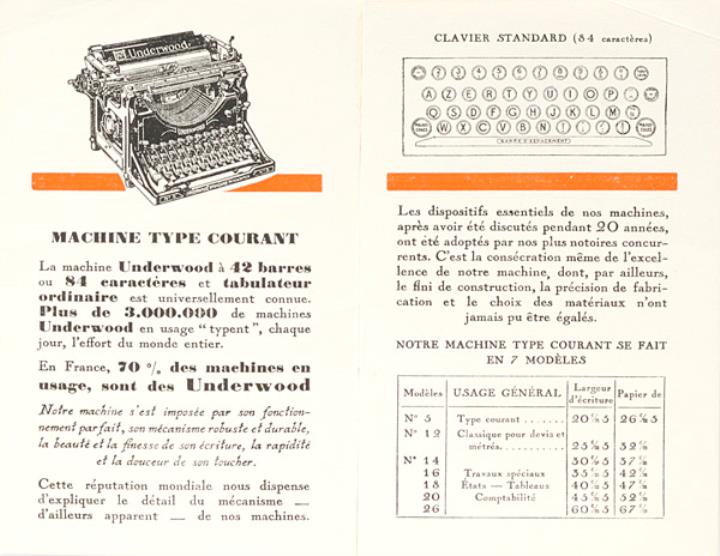 Underwood
MACHINE TYPE COURANT
La machine Underwood à 42 barres
ou 84 caractères et tabulateur
ordinaire est universellement connue.
Plus de 3.000.000 de machines
Underwood en usage “typent”, chaque
jour, l'effort du monde entier.
En France, 70 % des machines en
usage, sont des Underwood
Notre machine s'est imposée par son fonction-
nement parfait, son mécanisme robuste et durable,
la beauté et la finesse de son écriture, la rapidité
et la douceur de son toucher.
Cette réputation mondiale nous dispense
d'expliquer le détail du mécanisme —
d'ailleurs apparent — de nos machines.
CLAVIER STANDARD (84 caractères)
2 3 4 5 6 7 8 9
A Z E R T Y U I O P
Q S D F G H J K L M
W X C V B N
BARRE D'ESPACEMENT
Les dispositifs essentiels de nos machines,
après avoir été discutés pendant 20 années,
ont été adoptés par nos plus notoires concur-
rents. C'est la consécration même de l'excel-
lence de notre machine, dont, par ailleurs,
le fini de construction, la précision de fabri-
cation et le choix des matériaux n'ont
jamais pu être égalés.
NOTRE MACHINE TYPE COURANT SE FAIT
EN 7 MODÈLES
Modèles USAGE GÉNÉRAL Largeur d'écriture Papier de
N° 5 Type courant ....... 20 c/m 5 26 c/m 5
N° 12 Classique pour devis et
métrés........... 25 c/m 5 32 c/m
N° 14 30 c/m 5 37 c/m
16 Travaux spéciaux 35 c/m 5 42 c/m
18 États — Tableaux 40 c/m 5 47 c/m
20 Comptabilité 45 c/m 5 52 c/m
26 60 c/m 5 67 c/m